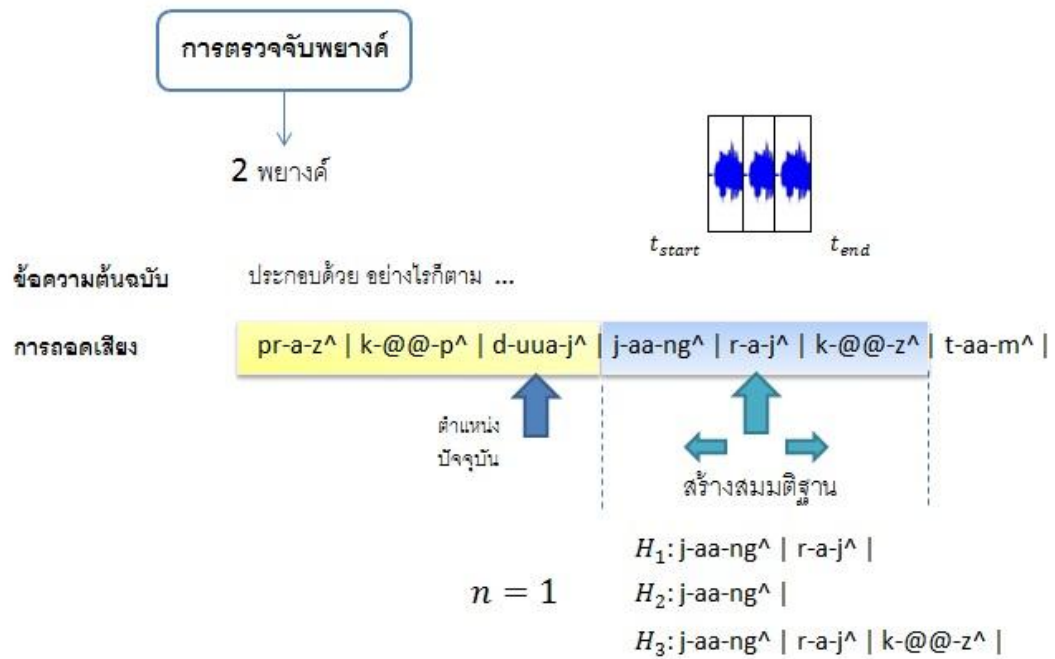 การตรวจจับพยางค์
2 พยางค์
t_start t_end
ข้อความต้นฉบับ ประกอบด้วย อย่างไรก็ตาม ...
การถอดเสียง pr-a-z^ | k-@@-p^ | d-uua-j^ | j-aa-ng^ | r-a-j^ | k-@@-z^ | t-aa-m^ |
ตำแหน่ง
ปัจจุบัน
สร้างสมมติฐาน
H₁: j-aa-ng^ | r-a-j^ |
n = 1 H₂: j-aa-ng^ |
H₃: j-aa-ng^ | r-a-j^ | k-@@-z^ |